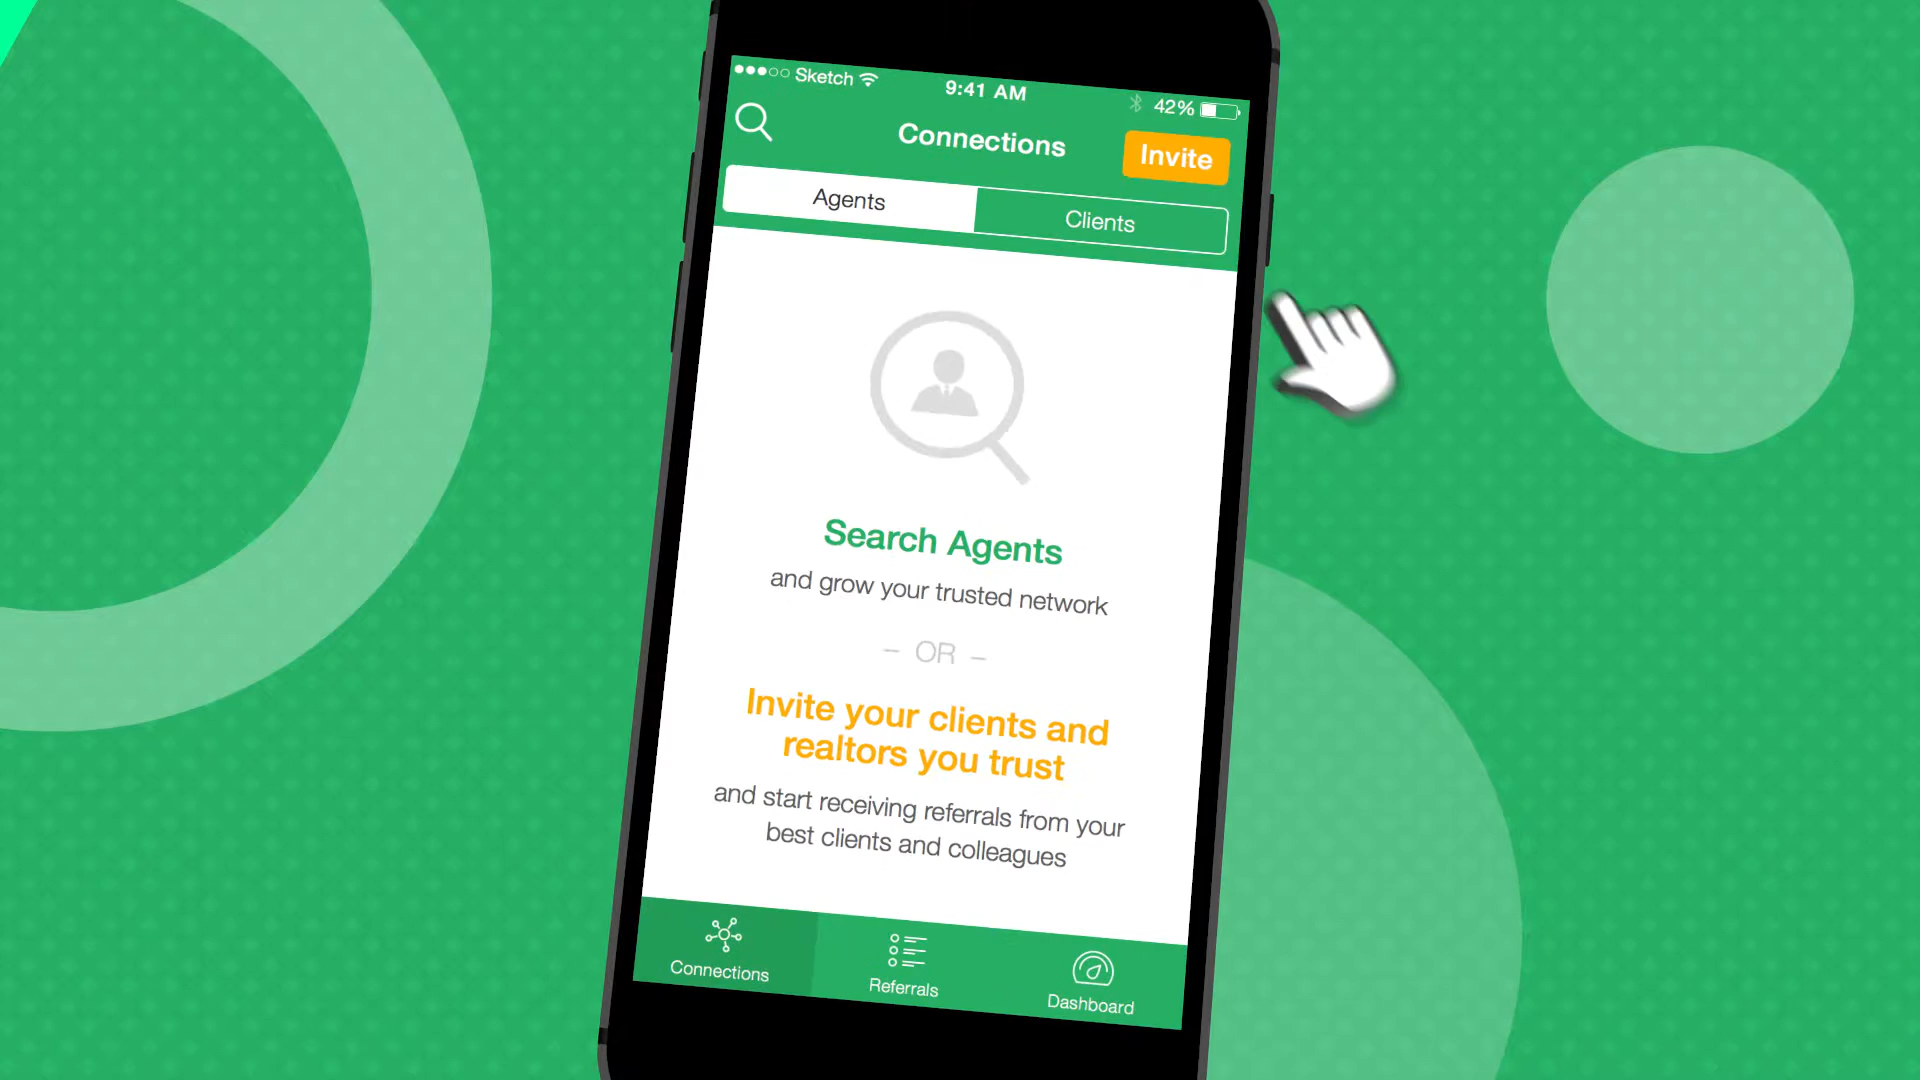 Sketch
9:41 AM
42%
Connections
Invite
Agents
Clients
Search Agents
and grow your trusted network
– OR –
Invite your clients and
realtors you trust
and start receiving referrals from your
best clients and colleagues
Connections
Referrals
Dashboard